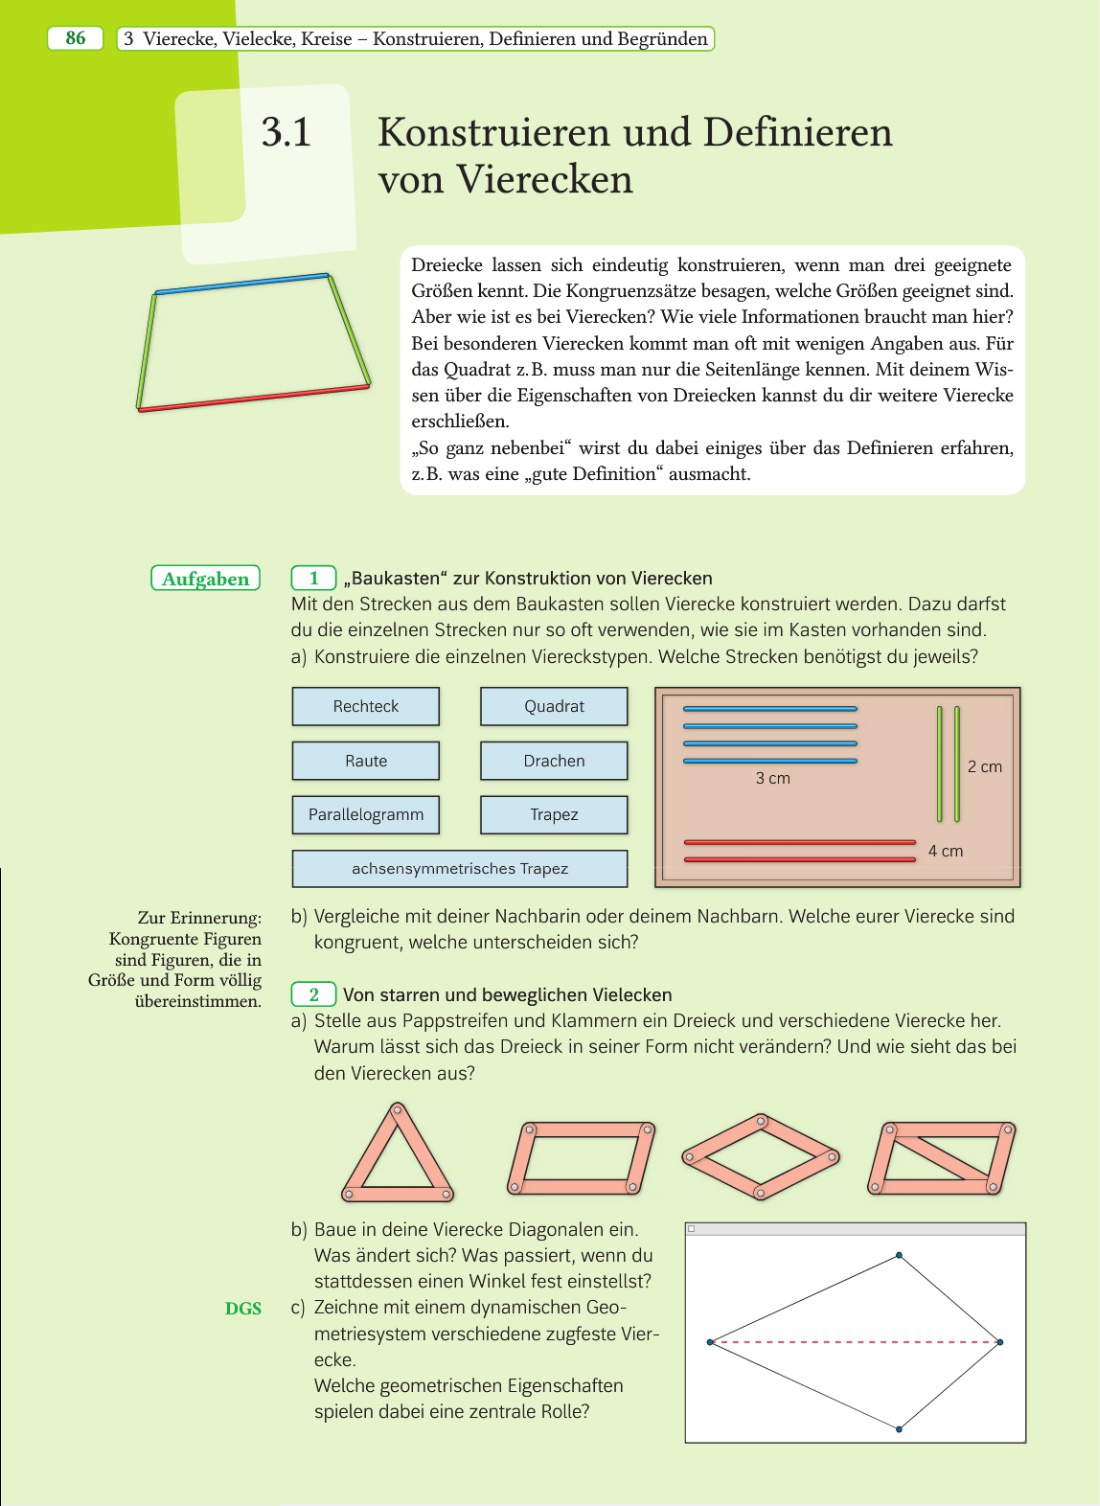 86
3 Vierecke, Vielecke, Kreise – Konstruieren, Definieren und Begründen
3.1
Konstruieren und Definieren
von Vierecken
Dreiecke lassen sich eindeutig konstruieren, wenn man drei geeignete
Größen kennt. Die Kongruenzsätze besagen, welche Größen geeignet sind.
Aber wie ist es bei Vierecken? Wie viele Informationen braucht man hier?
Bei besonderen Vierecken kommt man oft mit wenigen Angaben aus. Für
das Quadrat z. B. muss man nur die Seitenlänge kennen. Mit deinem Wis-
sen über die Eigenschaften von Dreiecken kannst du dir weitere Vierecke
erschließen.
„So ganz nebenbei“ wirst du dabei einiges über das Definieren erfahren,
z. B. was eine „gute Definition“ ausmacht.
Aufgaben
1 „Baukasten“ zur Konstruktion von Vierecken
Mit den Strecken aus dem Baukasten sollen Vierecke konstruiert werden. Dazu darfst
du die einzelnen Strecken nur so oft verwenden, wie sie im Kasten vorhanden sind.
a) Konstruiere die einzelnen Viereckstypen. Welche Strecken benötigst du jeweils?
Rechteck
Quadrat
Raute
Drachen
Parallelogramm
Trapez
achsensymmetrisches Trapez
3 cm
2 cm
4 cm
Zur Erinnerung:
Kongruente Figuren
sind Figuren, die in
Größe und Form völlig
übereinstimmen.
b) Vergleiche mit deiner Nachbarin oder deinem Nachbarn. Welche eurer Vierecke sind
kongruent, welche unterscheiden sich?
2 Von starren und beweglichen Vielecken
a) Stelle aus Pappstreifen und Klammern ein Dreieck und verschiedene Vierecke her.
Warum lässt sich das Dreieck in seiner Form nicht verändern? Und wie sieht das bei
den Vierecken aus?
b) Baue in deine Vierecke Diagonalen ein.
Was ändert sich? Was passiert, wenn du
stattdessen einen Winkel fest einstellst?
DGS
c) Zeichne mit einem dynamischen Geo-
metriesystem verschiedene zugfeste Vier-
ecke.
Welche geometrischen Eigenschaften
spielen dabei eine zentrale Rolle?